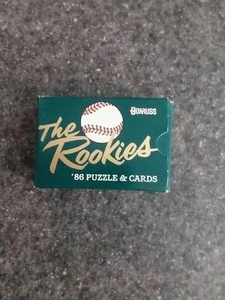 DONRUSS
The
Rookies
'86 PUZZLE & CARDS